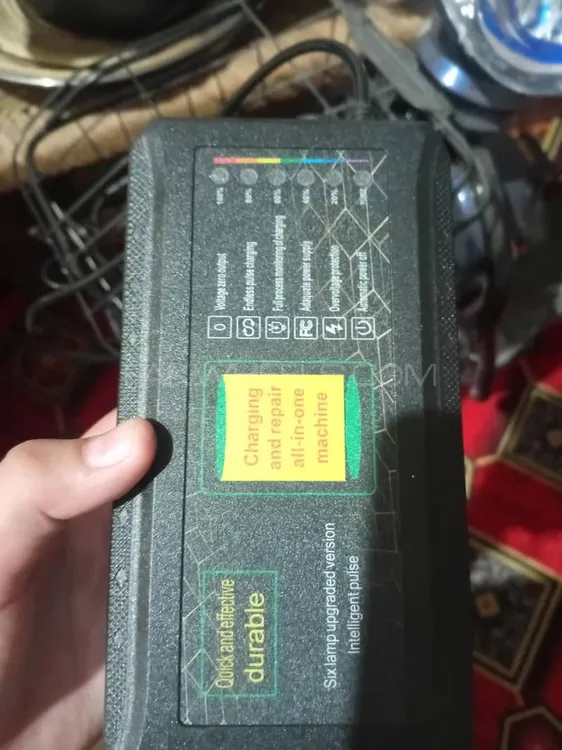 100%
80%
60%
40%
20%
Voltage zero output
Endless pulse charging
Full process monitoring of charging
Adequate power supply
Overvoltage protection
Automatic power off
0
FC
Charging
and repair
all-in-one
machine
Six lamp upgraded version
Intelligent pulse
Quick and effective
durable